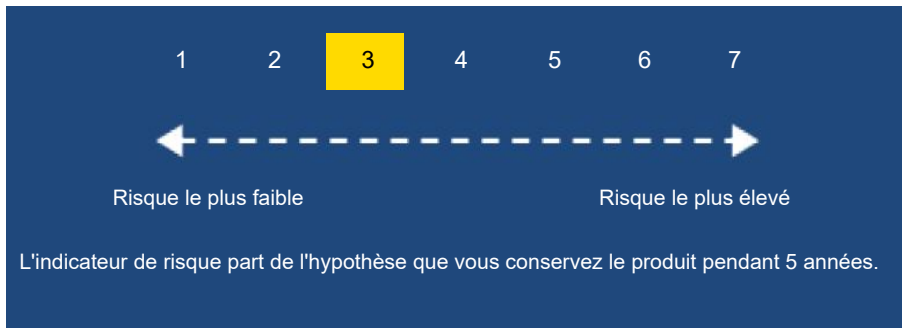 1 2 3 4 5 6 7
Risque le plus faible Risque le plus élevé
L'indicateur de risque part de l'hypothèse que vous conservez le produit pendant 5 années.